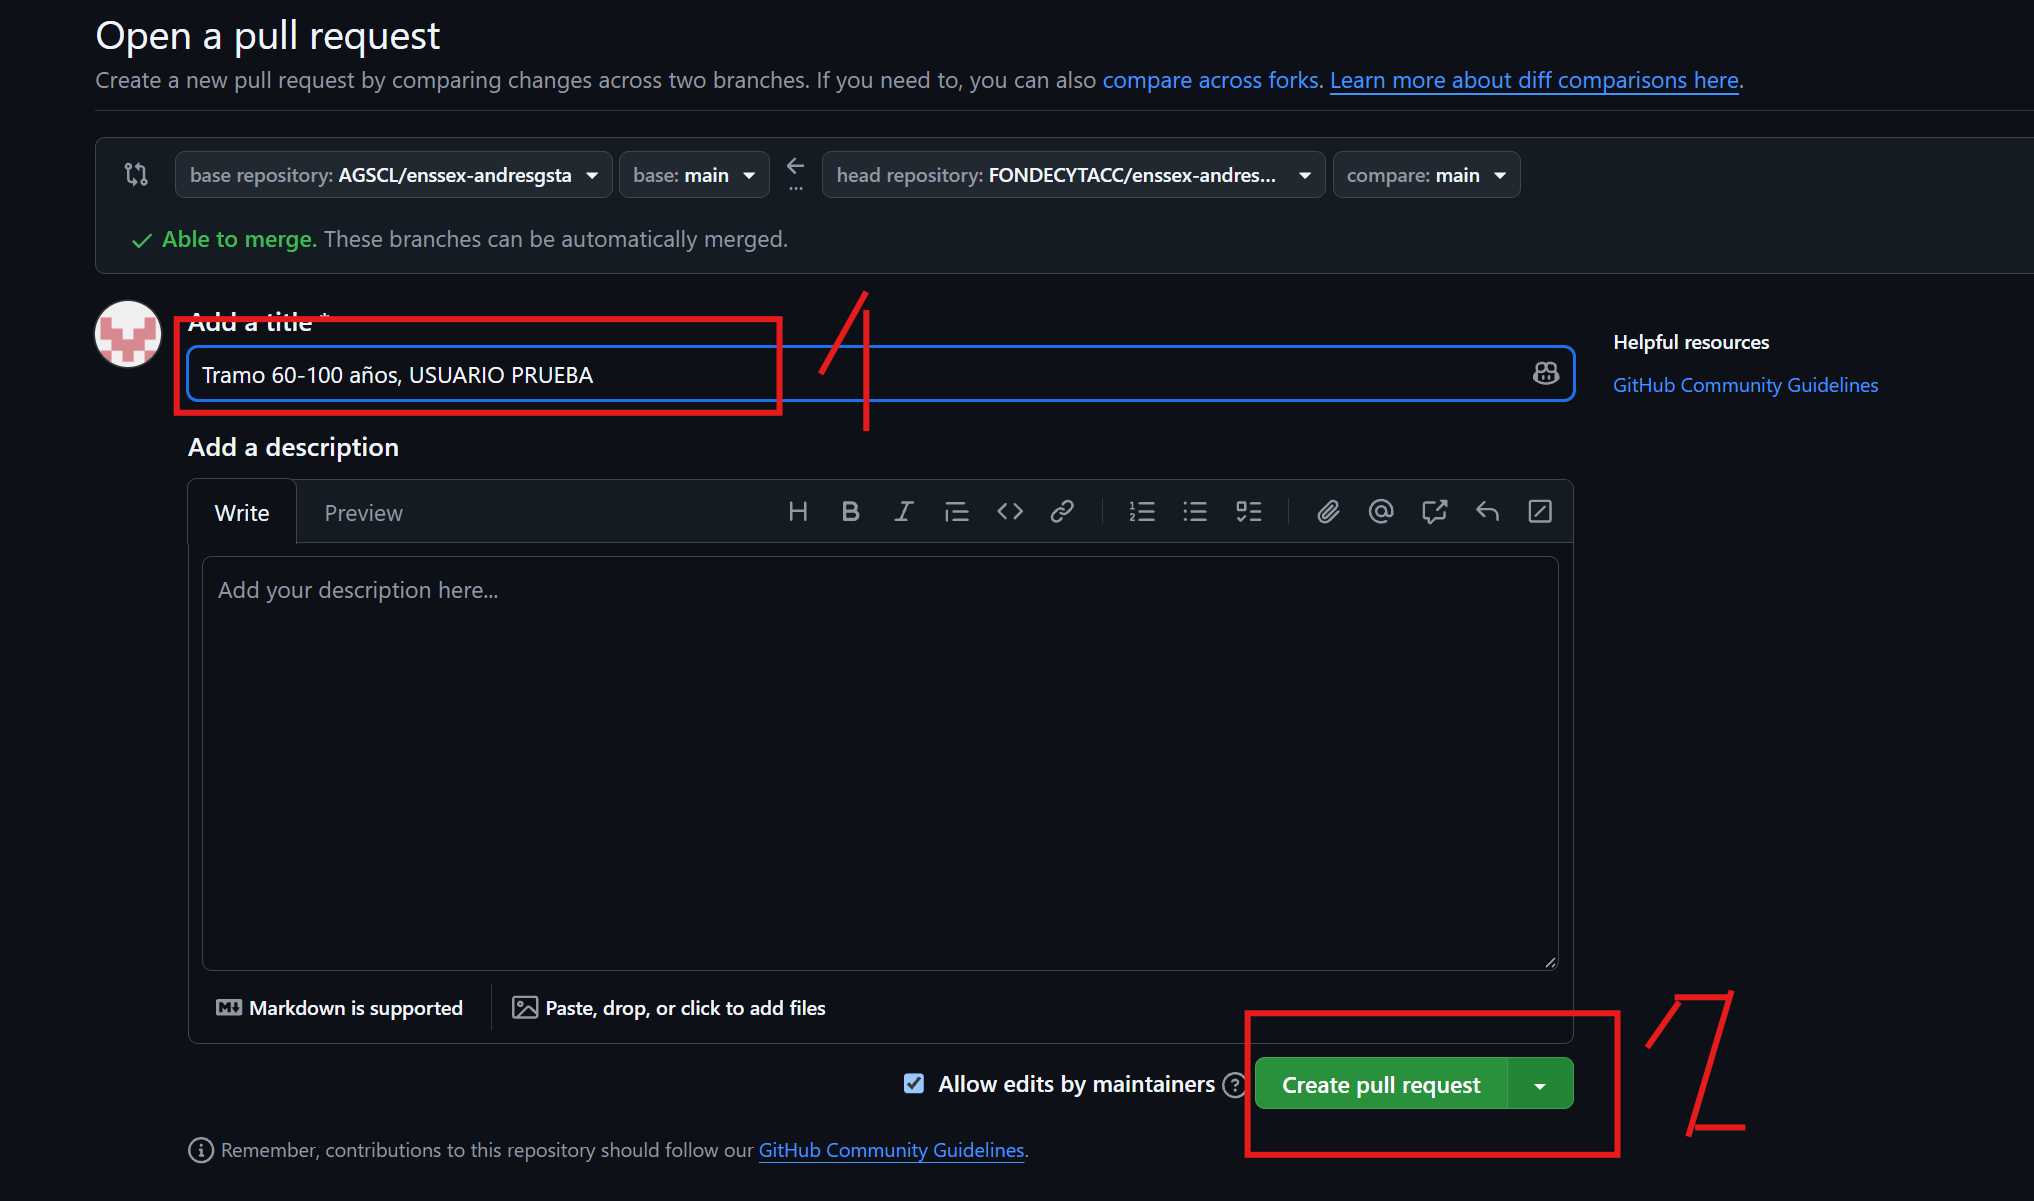 Open a pull request
Create a new pull request by comparing changes across two branches. If you need to, you can also compare across forks. Learn more about diff comparisons here.
base repository: AGSCL/enssex-andresgsta
base: main
head repository: FONDECYTACC/enssex-andres...
compare: main
Able to merge. These branches can be automatically merged.
Add a title *
Tramo 60-100 años, USUARIO PRUEBA
1
Helpful resources
GitHub Community Guidelines
Add a description
Write
Preview
Add your description here...
Markdown is supported
Paste, drop, or click to add files
Allow edits by maintainers
Create pull request
2
Remember, contributions to this repository should follow our GitHub Community Guidelines.